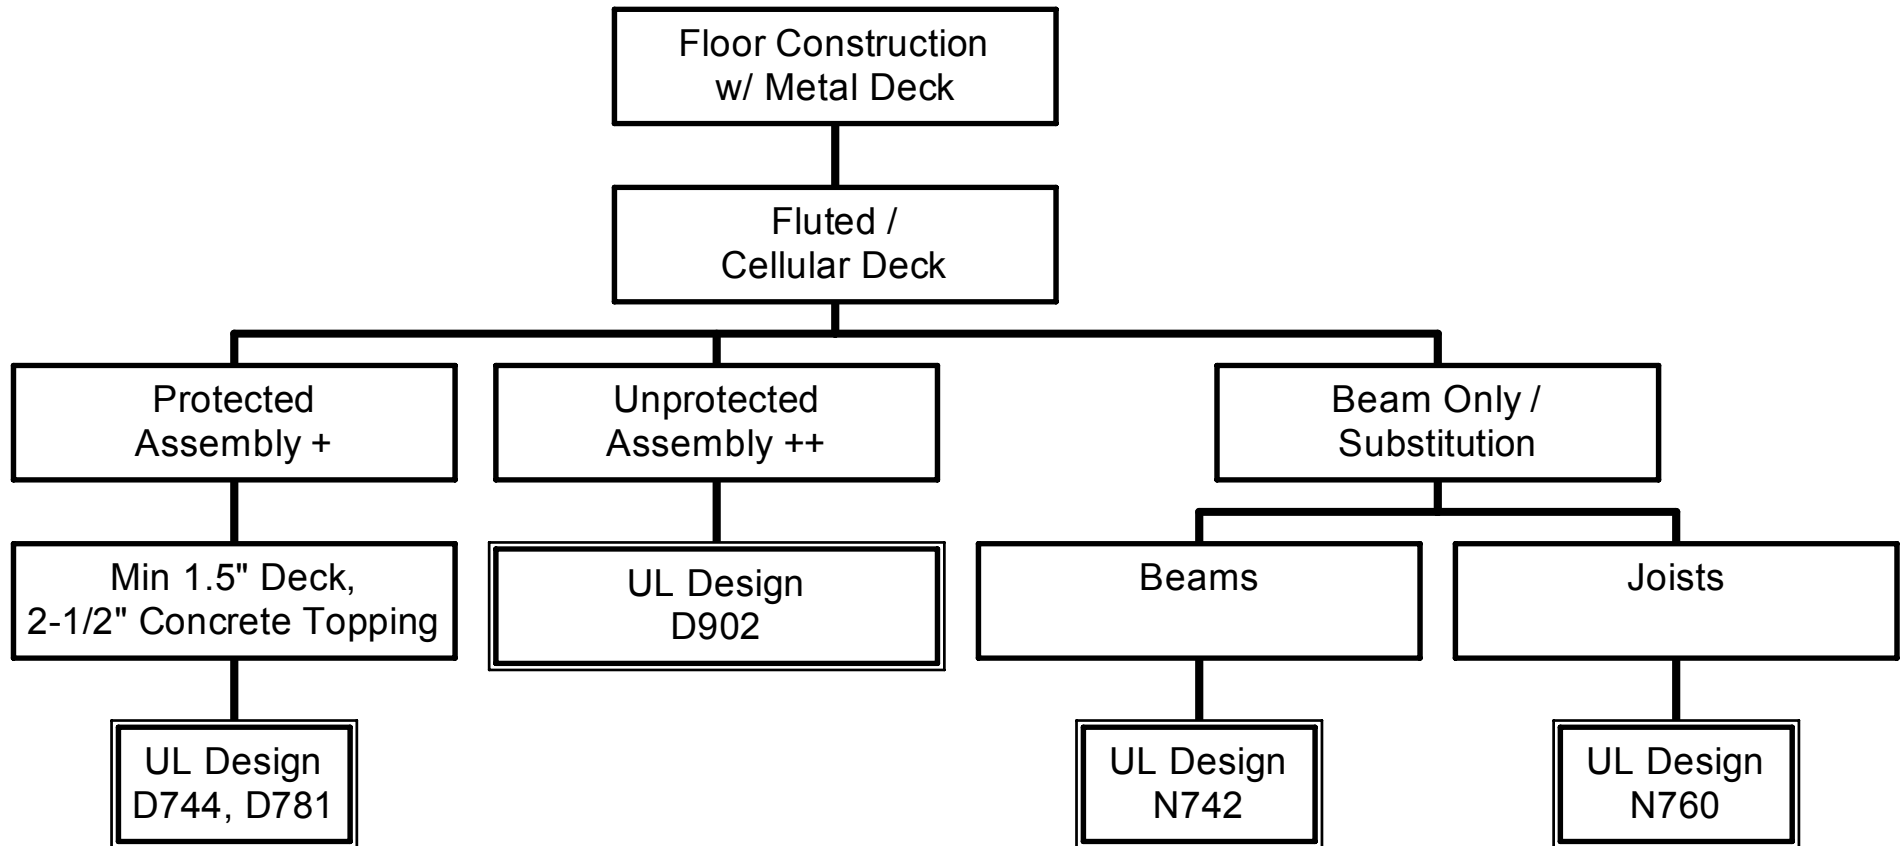 Floor Construction
w/ Metal Deck
Fluted /
Cellular Deck
Protected
Assembly +
Unprotected
Assembly ++
Beam Only /
Substitution
Min 1.5" Deck,
2-1/2" Concrete Topping
UL Design
D902
Beams
Joists
UL Design
D744, D781
UL Design
N742
UL Design
N760